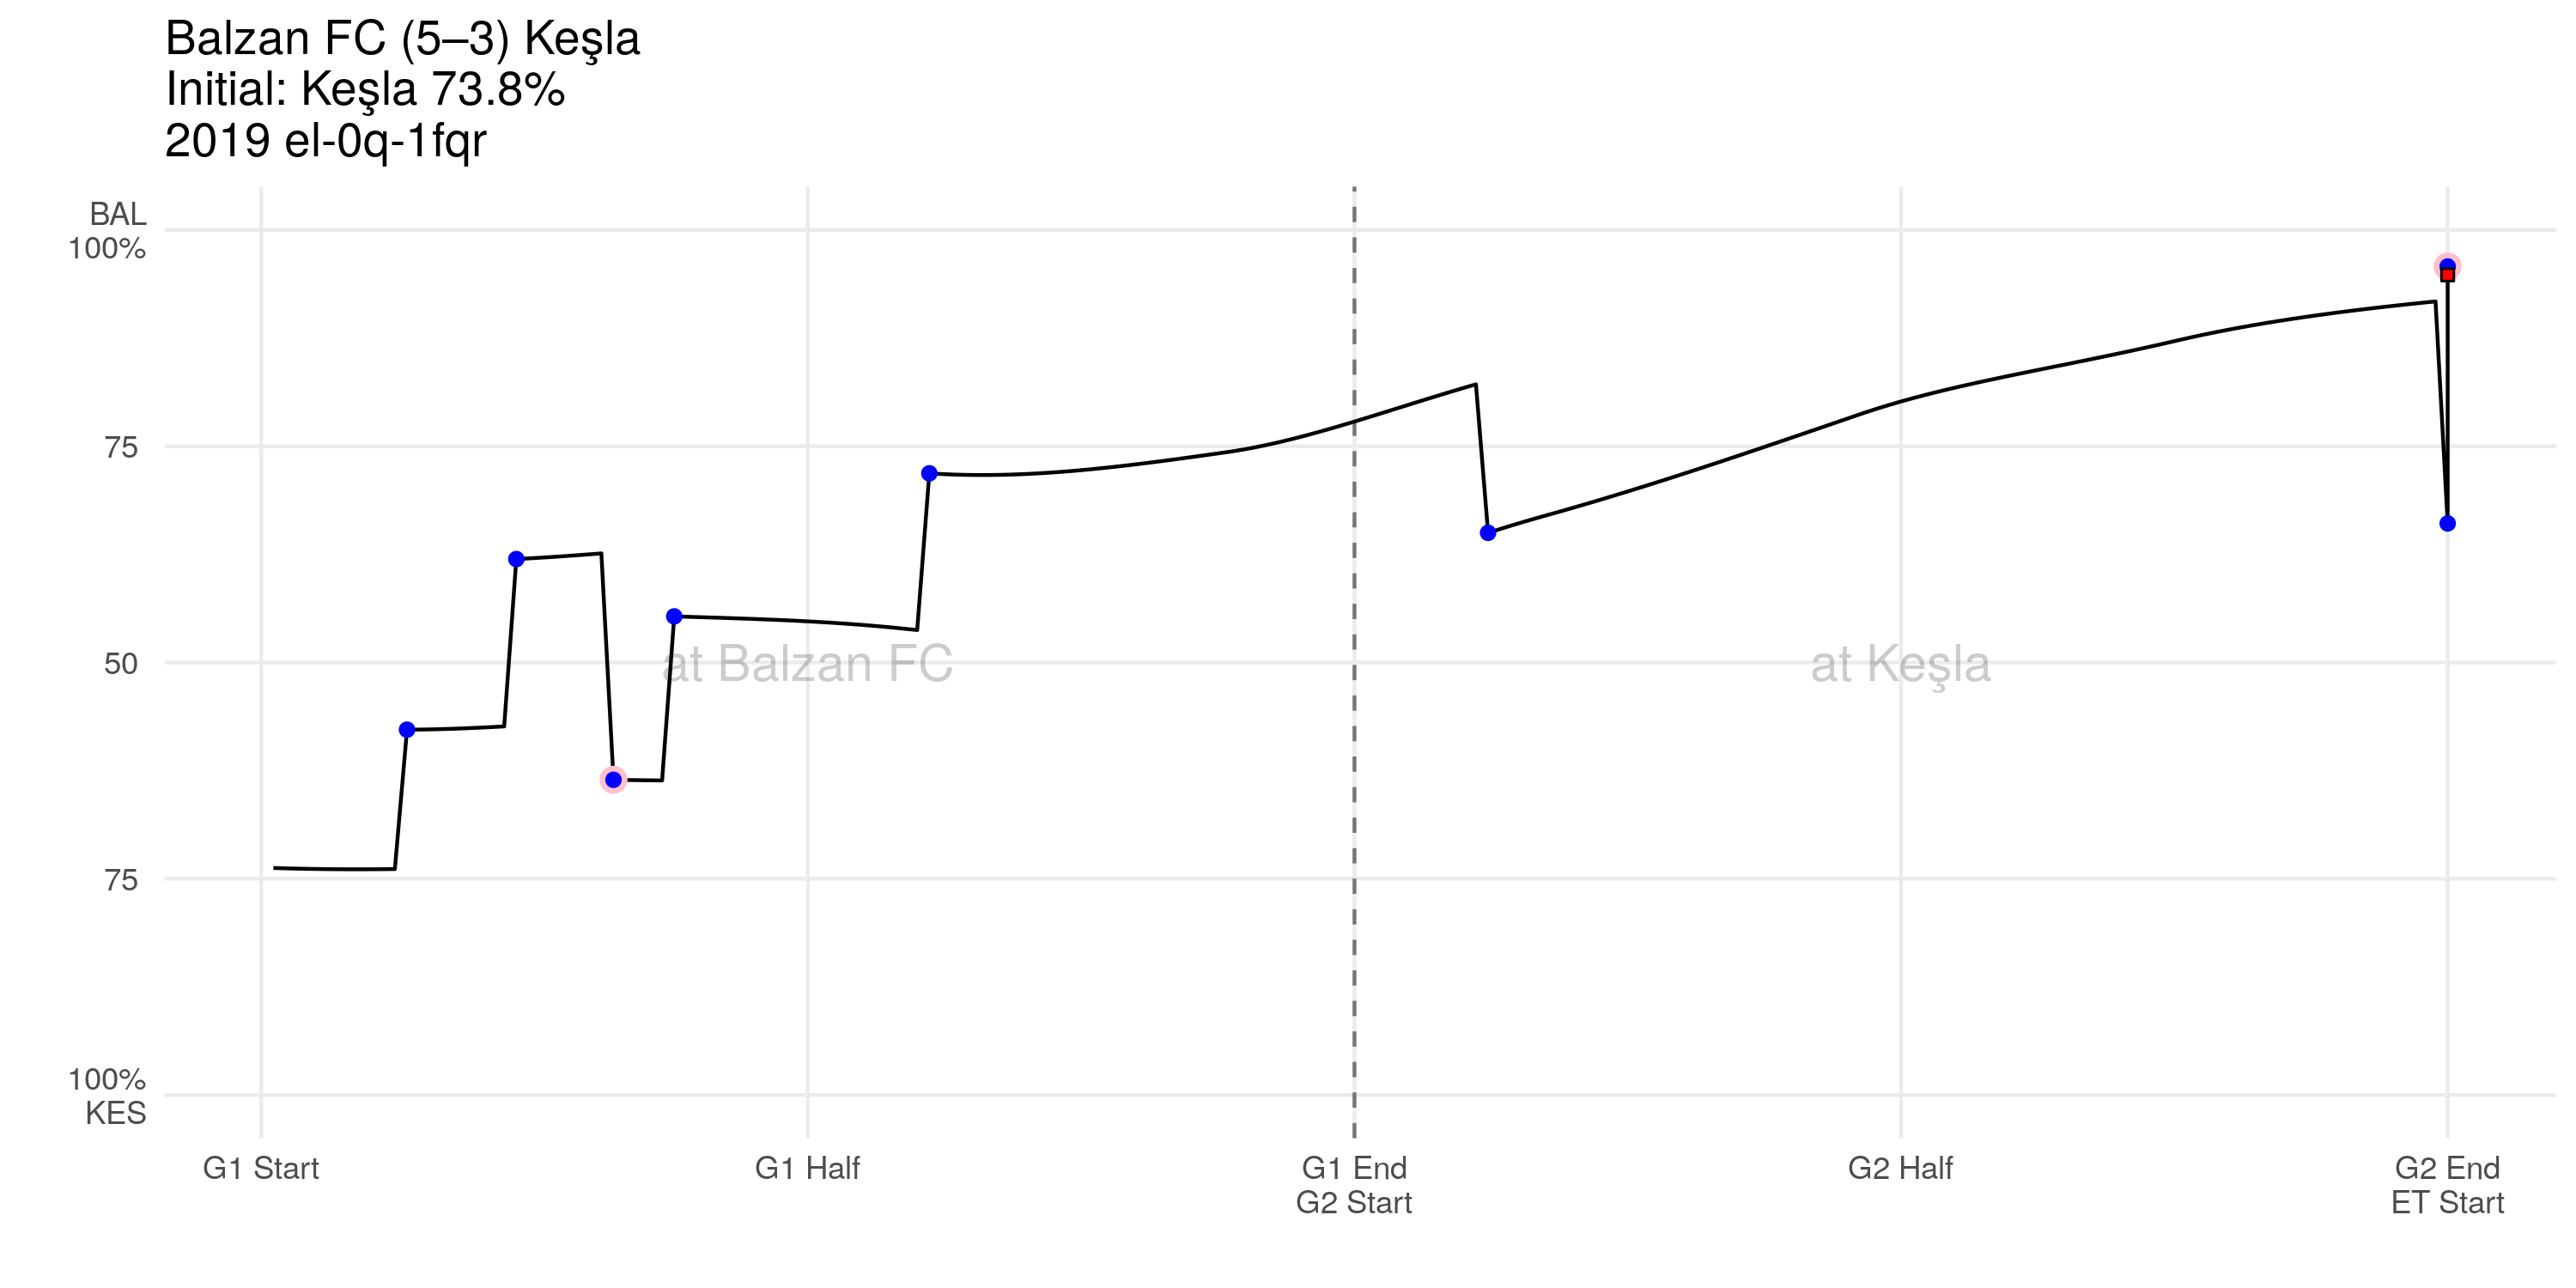 Balzan FC (5–3) Keşla
Initial: Keşla 73.8%
2019 el-0q-1fqr
BAL
100%
75
50
75
100%
KES
at Balzan FC
at Keşla
G1 Start
G1 Half
G1 End
G2 Start
G2 Half
G2 End
ET Start